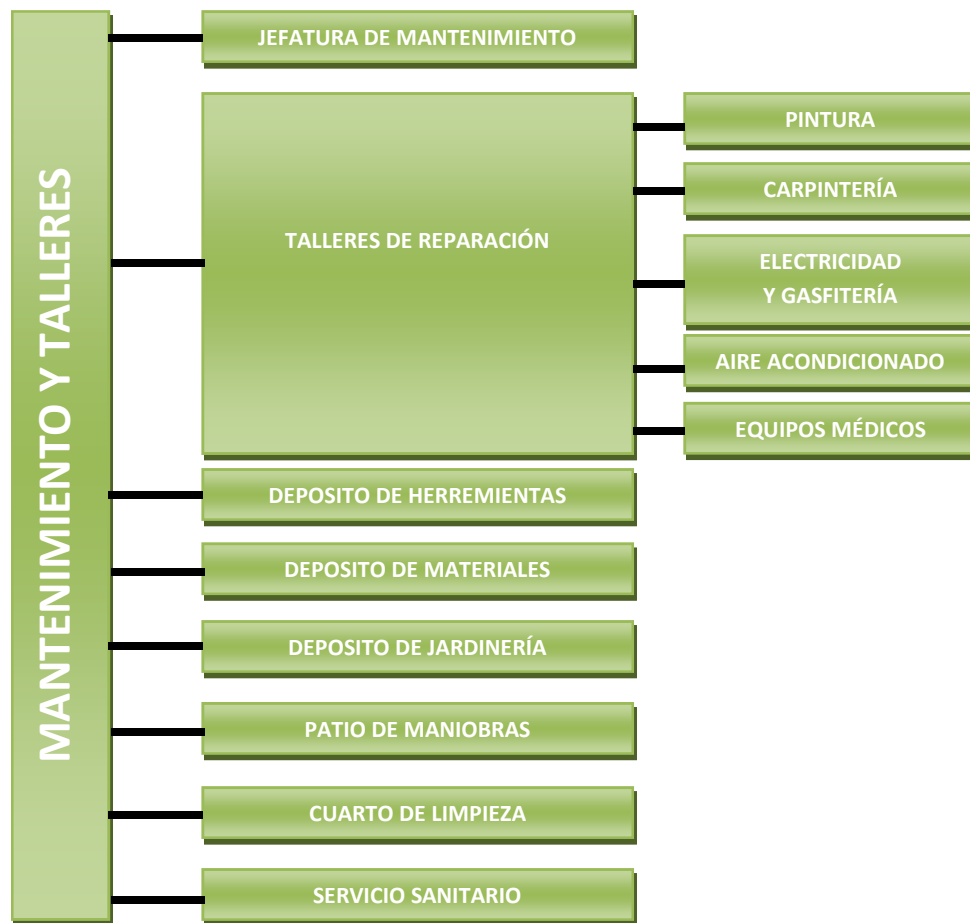 MANTENIMIENTO Y TALLERES
JEFATURA DE MANTENIMIENTO
TALLERES DE REPARACIÓN
PINTURA
CARPINTERÍA
ELECTRICIDAD
Y GASFITERÍA
AIRE ACONDICIONADO
EQUIPOS MÉDICOS
DEPOSITO DE HERREMIENTAS
DEPOSITO DE MATERIALES
DEPOSITO DE JARDINERÍA
PATIO DE MANIOBRAS
CUARTO DE LIMPIEZA
SERVICIO SANITARIO